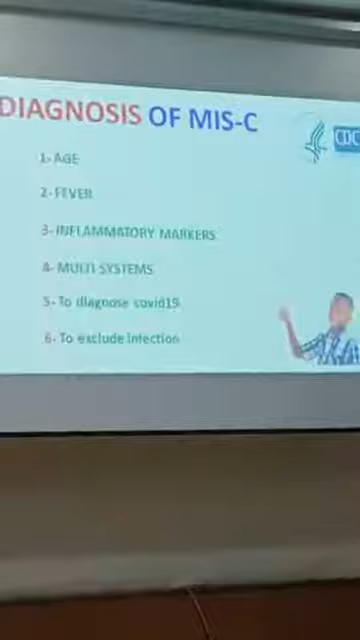 DIAGNOSIS OF MIS-C
CDC
1- AGE
2- FEVER
3- INFLAMMATORY MARKERS
4- MULTI SYSTEMS
5- To diagnose covid19
6- To exclude infection